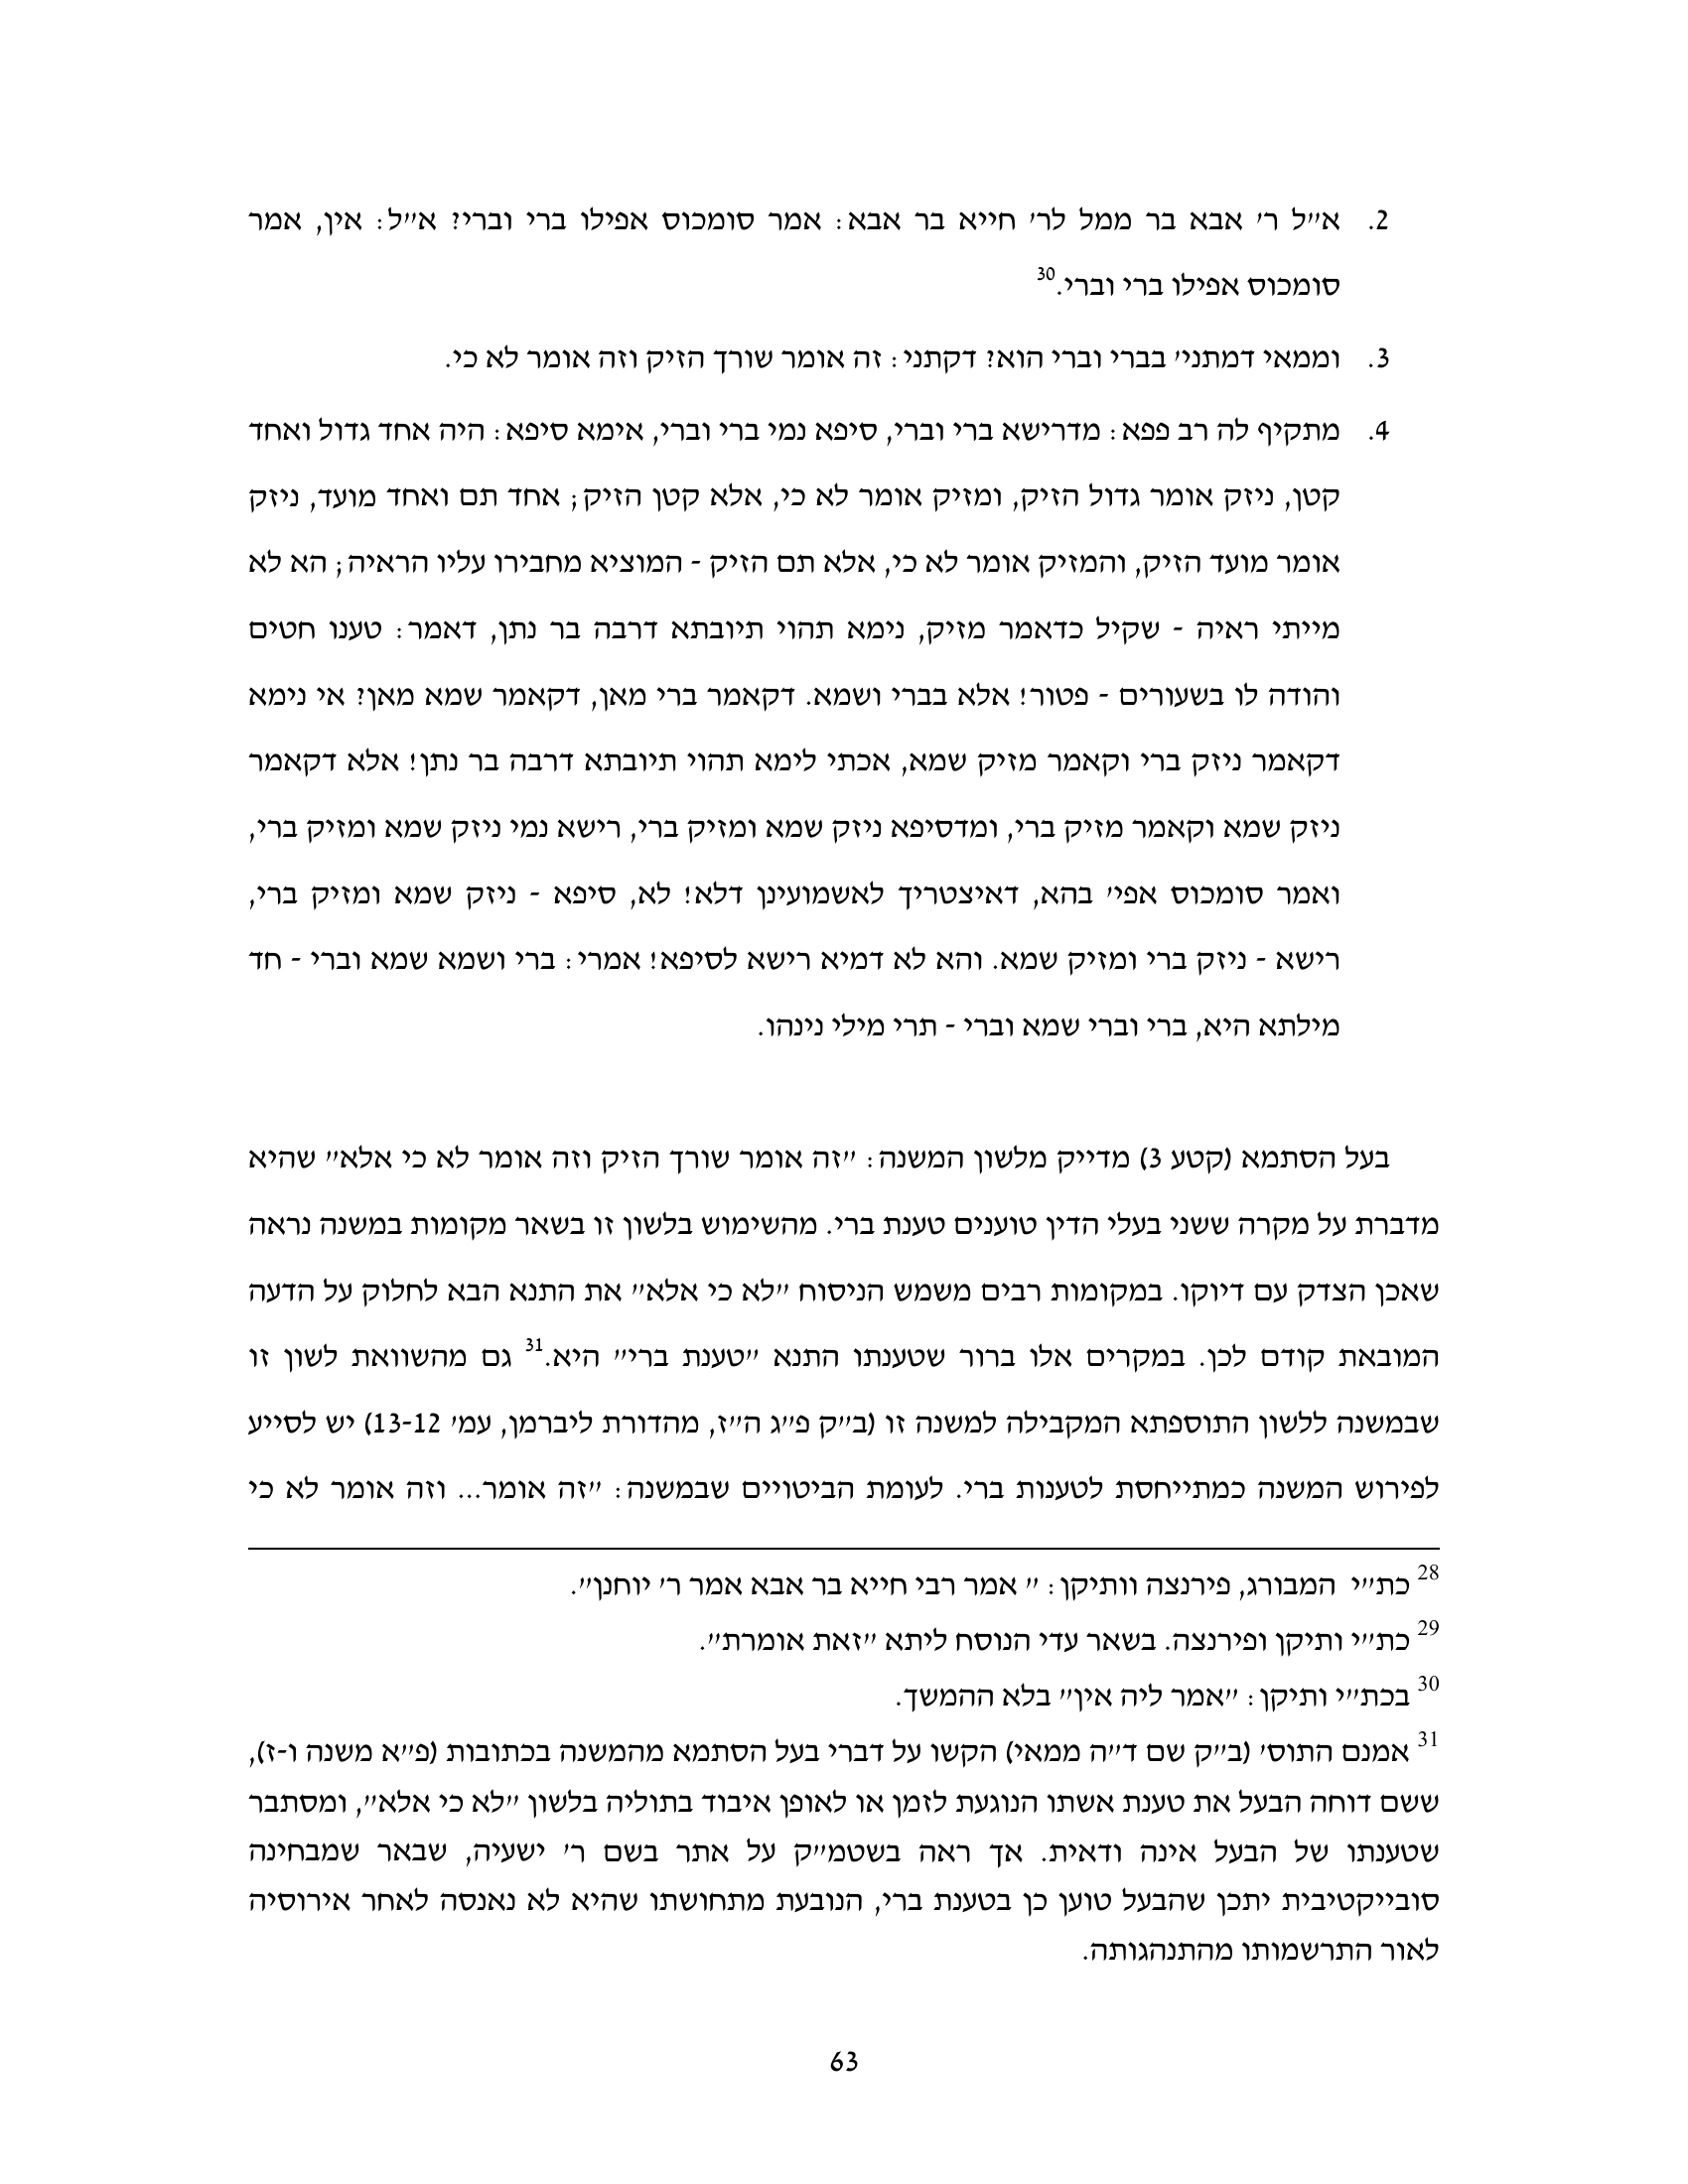 2. א״ל ר׳ אבא בר ממל לר׳ חייא בר אבא: אמר סומכוס אפילו ברי וברי? א״ל: אין, אמר
סומכוס אפילו ברי וברי.30
3. וממאי דמתני׳ בברי וברי הוא? דקתני: זה אומר שורך הזיק וזה אומר לא כי.
4. מתקיף לה רב פפא: מדרישא ברי וברי, סיפא נמי ברי וברי, אימא סיפא: היה אחד גדול ואחד
קטן, ניזק אומר גדול הזיק, ומזיק אומר לא כי, אלא קטן הזיק; אחד תם ואחד מועד, ניזק
אומר מועד הזיק, והמזיק אומר לא כי, אלא תם הזיק - המוציא מחבירו עליו הראיה; הא לא
מייתי ראיה - שקיל כדאמר מזיק, נימא תהוי תיובתא דרבה בר נתן, דאמר: טענו חטים
והודה לו בשעורים - פטור! אלא בברי ושמא. דקאמר ברי מאן, דקאמר שמא מאן? אי נימא
דקאמר ניזק ברי וקאמר מזיק שמא, אכתי לימא תהוי תיובתא דרבה בר נתן! אלא דקאמר
ניזק שמא וקאמר מזיק ברי, ומדסיפא ניזק שמא ומזיק ברי, רישא נמי ניזק שמא ומזיק ברי,
ואמר סומכוס אפי׳ בהא, דאיצטריך לאשמועינן דלא! לא, סיפא - ניזק שמא ומזיק ברי,
רישא - ניזק ברי ומזיק שמא. והא לא דמיא רישא לסיפא! אמרי: ברי ושמא שמא וברי - חד
מילתא היא, ברי וברי שמא וברי - תרי מילי נינהו.
בעל הסתמא (קטע 3) מדייק מלשון המשנה: ״זה אומר שורך הזיק וזה אומר לא כי אלא״ שהיא
מדברת על מקרה ששני בעלי הדין טוענים טענת ברי. מהשימוש בלשון זו בשאר מקומות במשנה נראה
שאכן הצדק עם דיוקו. במקומות רבים משמש הניסוח ״לא כי אלא״ את התנא הבא לחלוק על הדעה
המובאת קודם לכן. במקרים אלו ברור שטענתו התנא ״טענת ברי״ היא.31 גם מהשוואת לשון זו
שבמשנה ללשון התוספתא המקבילה למשנה זו (ב״ק פ״ג ה״ז, מהדורת ליברמן, עמ׳ 13-12) יש לסייע
לפירוש המשנה כמתייחסת לטענות ברי. לעומת הביטויים שבמשנה: ״זה אומר... וזה אומר לא כי
28 כת״י המבורג, פירנצה וותיקן: ״ אמר רבי חייא בר אבא אמר ר׳ יוחנן״.
29 כת״י ותיקן ופירנצה. בשאר עדי הנוסח ליתא ״זאת אומרת״.
30 בכת״י ותיקן: ״אמר ליה אין״ בלא ההמשך.
31 אמנם התוס׳ (ב״ק שם ד״ה ממאי) הקשו על דברי בעל הסתמא מהמשנה בכתובות (פ״א משנה ו-ז),
ששם דוחה הבעל את טענת אשתו הנוגעת לזמן או לאופן איבוד בתוליה בלשון ״לא כי אלא״, ומסתבר
שטענתו של הבעל אינה ודאית. אך ראה בשטמ״ק על אתר בשם ר׳ ישעיה, שבאר שמבחינה
סובייקטיבית יתכן שהבעל טוען כן בטענת ברי, הנובעת מתחושתו שהיא לא נאנסה לאחר אירוסיה
לאור התרשמותו מהתנהגותה.
63